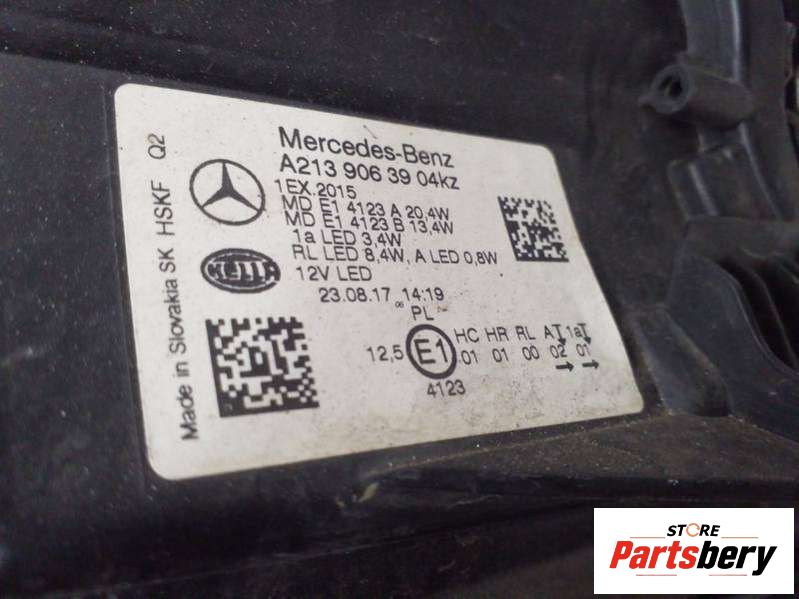 Mercedes-Benz
A213 906 39 04kz
1EX.2015
MD E1 4123 A 20,4W
MD E1 4123 B 13,4W
1a LED 3,4W
RL LED 8,4W, A LED 0,8W
12V LED
23.08.17 14:19
PL
HELLA
12,5 E1 HC HR RL A 1a
01 01 00 02 01
4123
Made in Slovakia SK HSKF Q2
STORE
Partsbery